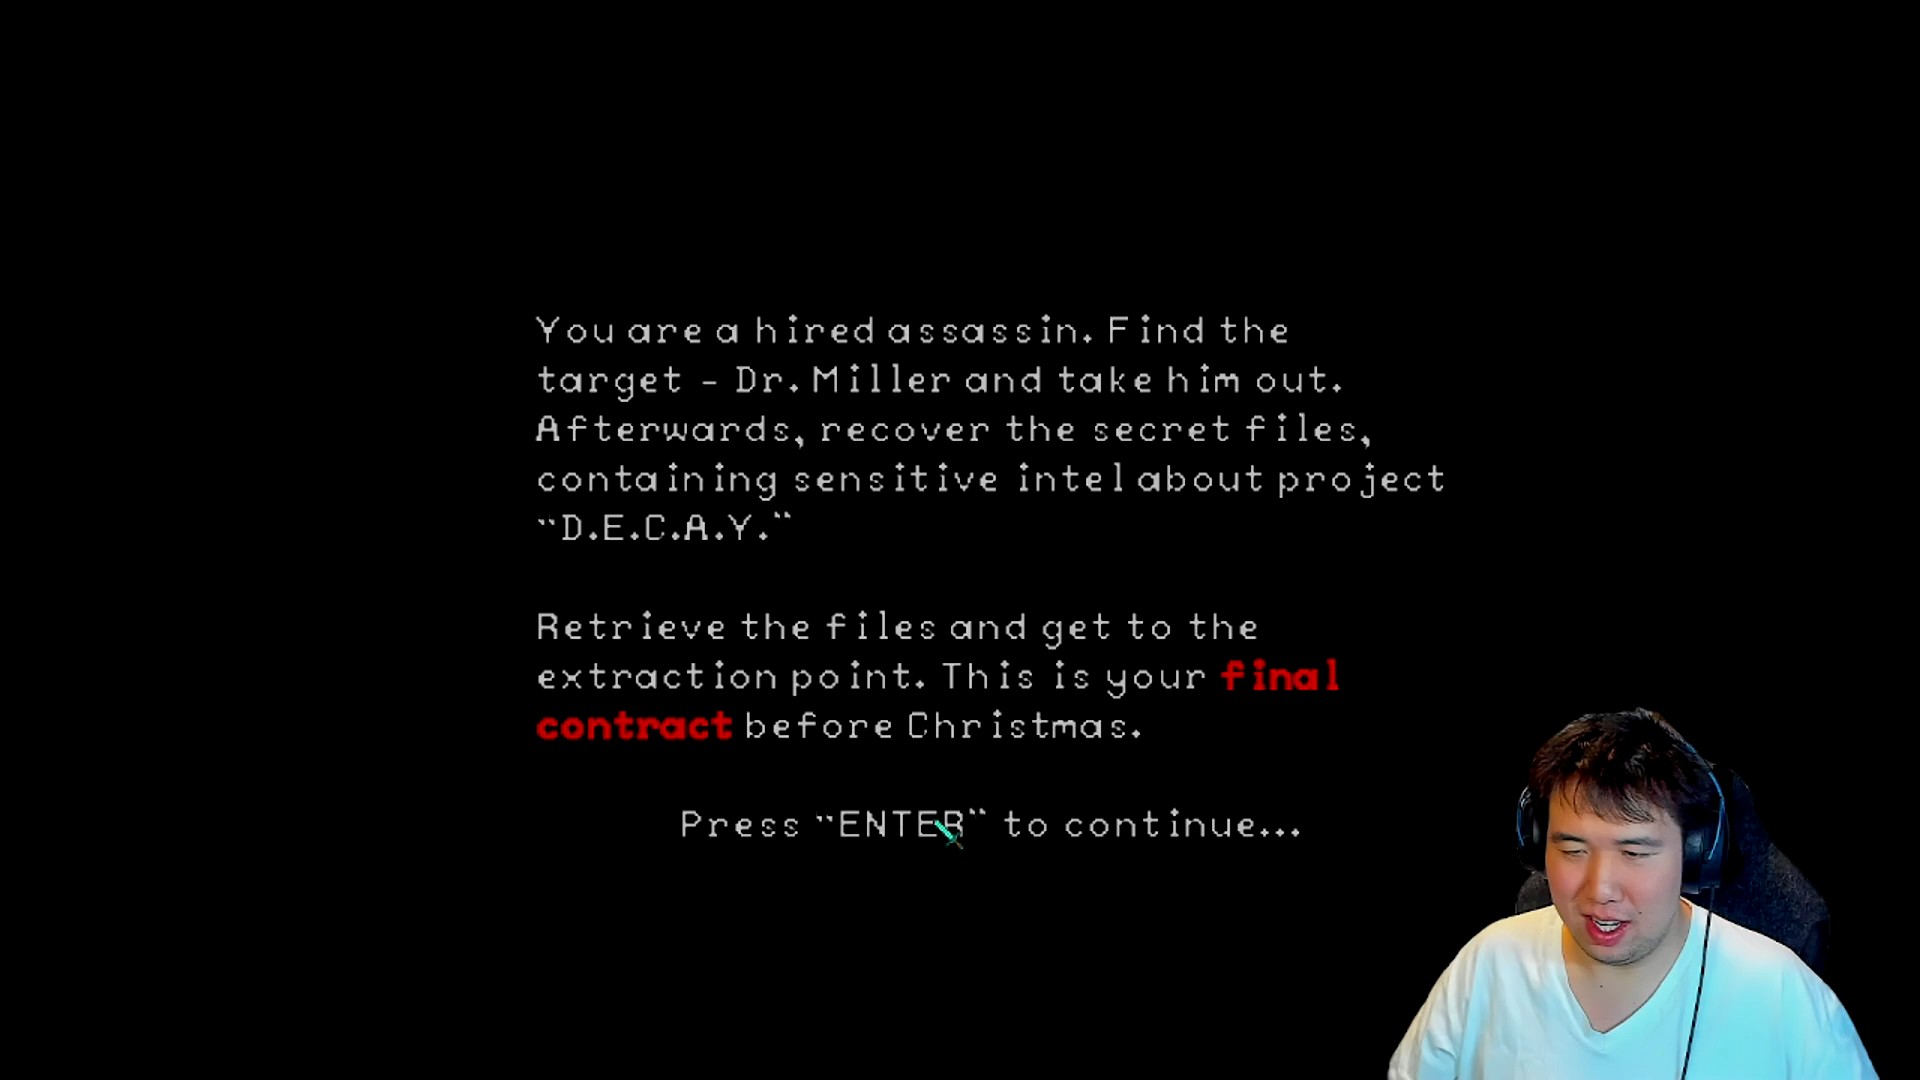 You are a hired assassin. Find the
target - Dr. Miller and take him out.
Afterwards, recover the secret files,
containing sensitive intel about project
"D.E.C.A.Y."
Retrieve the files and get to the
extraction point. This is your final
contract before Christmas.
Press "ENTER" to continue...